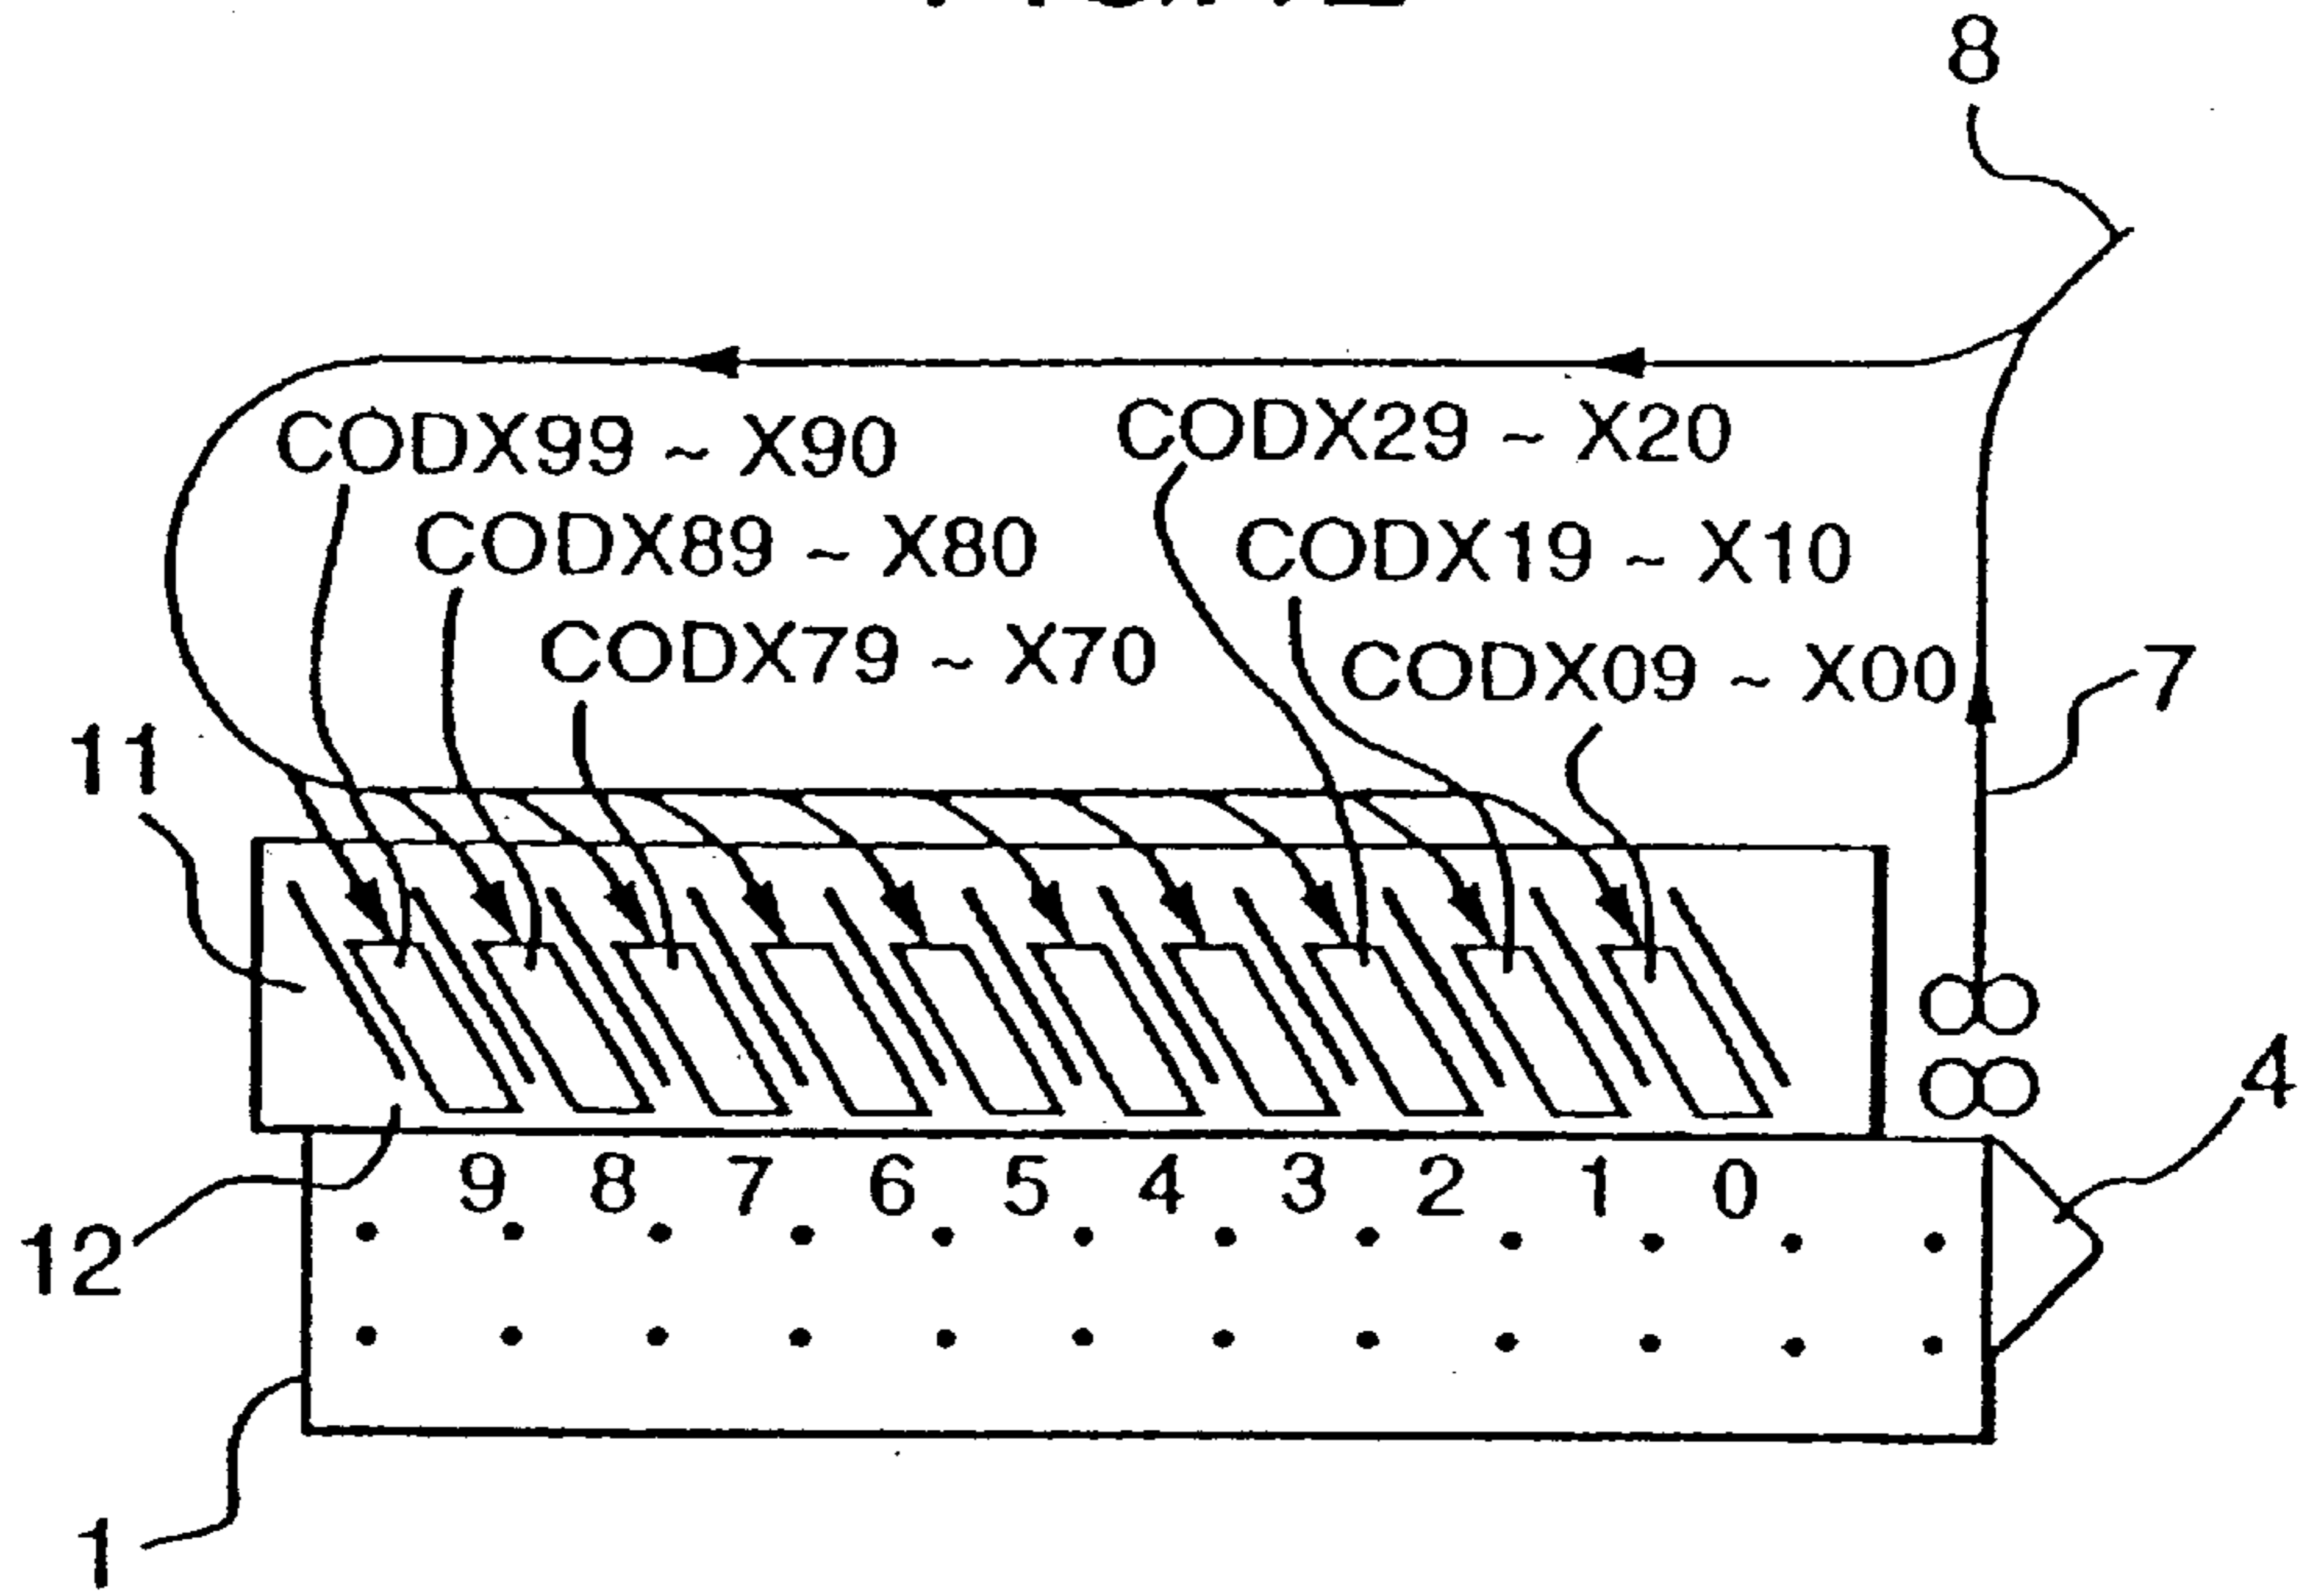 8
CODX99 ~ X90
CODX29 ~ X20
CODX89 ~ X80
CODX19 ~ X10
CODX79 ~ X70
CODX09 ~ X00
7
11
4
9 8 7 6 5 4 3 2 1 0
12
1